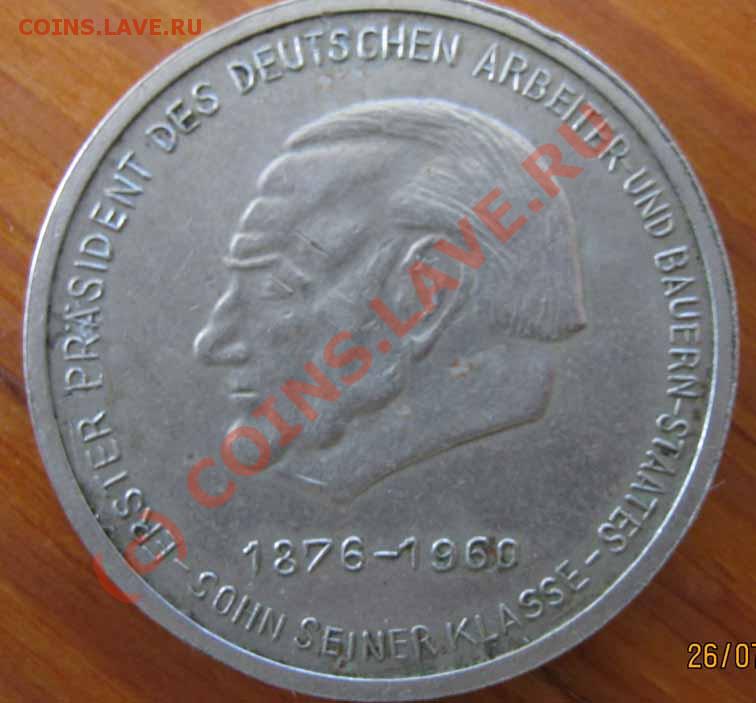 COINS.LAVE.RU
ERSTER PRÄSIDENT DES DEUTSCHEN ARBEITER-UND BAUERN-STAATES-
SOHN SEINER KLASSE-
1876-1960
© COINS.LAVE.RU
26/07